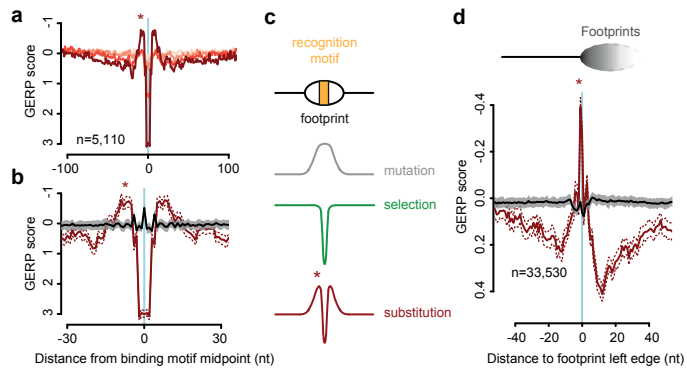 a
*
GERP score
-1
0
1
2
3
n=5,110
-100
0
100
b
*
GERP score
-1
0
1
2
3
-30
0
30
Distance from binding motif midpoint (nt)
c
recognition
motif
footprint
mutation
selection
*
substitution
d
Footprints
*
GERP score
-0.4
-0.2
0.0
0.2
0.4
n=33,530
-40
-20
0
20
40
Distance to footprint left edge (nt)